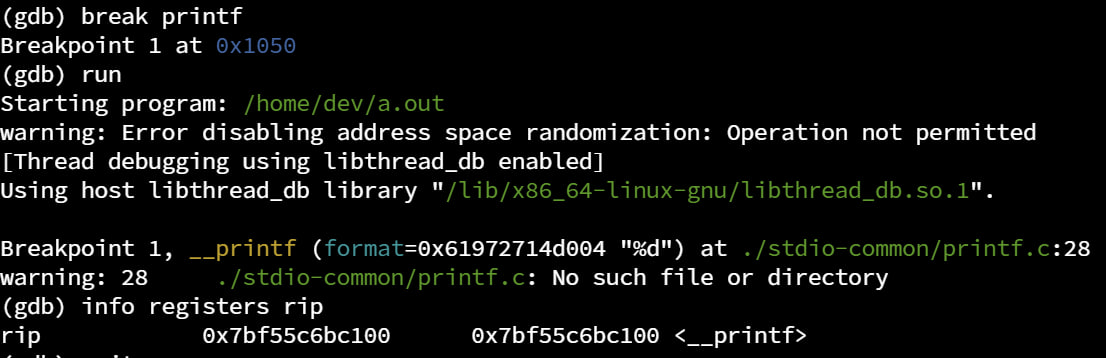 (gdb) break printf
Breakpoint 1 at 0x1050
(gdb) run
Starting program: /home/dev/a.out
warning: Error disabling address space randomization: Operation not permitted
[Thread debugging using libthread_db enabled]
Using host libthread_db library "/lib/x86_64-linux-gnu/libthread_db.so.1".

Breakpoint 1, __printf (format=0x61972714d004 "%d") at ./stdio-common/printf.c:28
warning: 28	./stdio-common/printf.c: No such file or directory
(gdb) info registers rip
rip            0x7bf55c6bc100      0x7bf55c6bc100 <__printf>